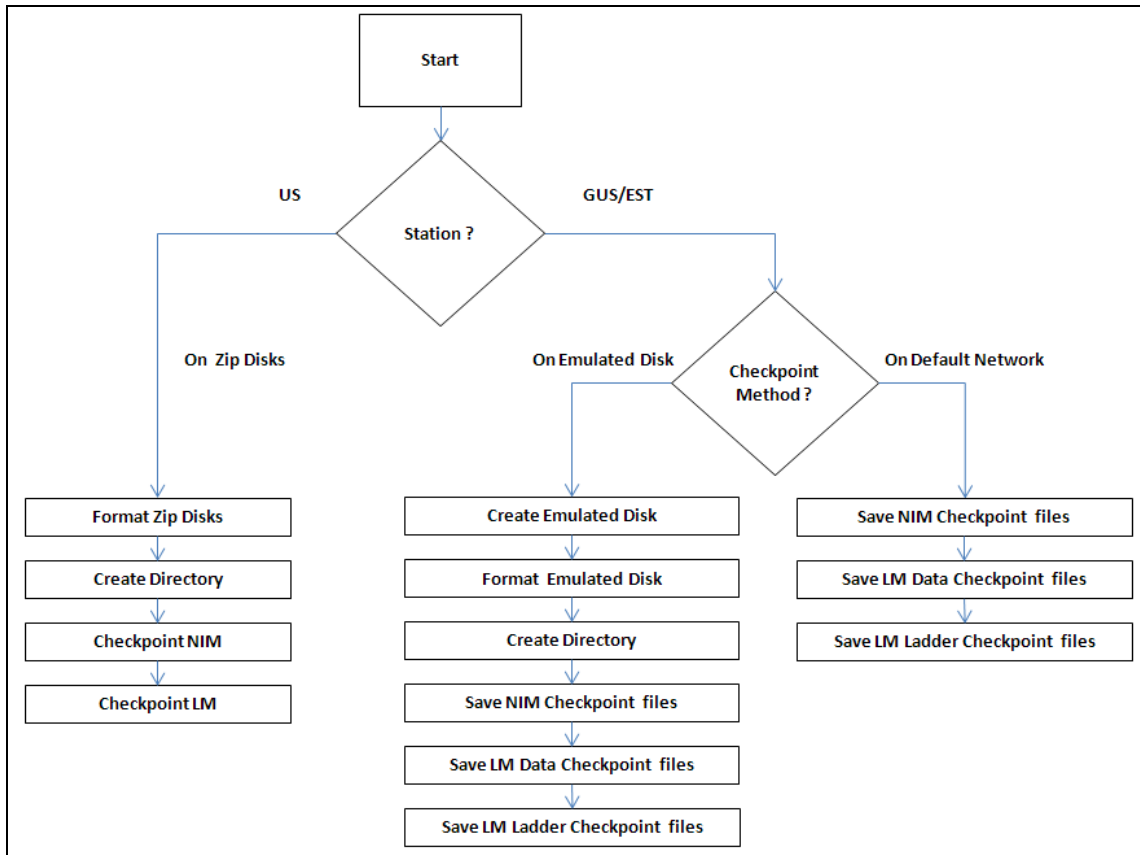 Start
US
GUS/EST
Station ?
On Zip Disks
On Emulated Disk
Checkpoint
Method ?
On Default Network
Format Zip Disks
Create Directory
Checkpoint NIM
Checkpoint LM
Create Emulated Disk
Format Emulated Disk
Create Directory
Save NIM Checkpoint files
Save LM Data Checkpoint files
Save LM Ladder Checkpoint files
Save NIM Checkpoint files
Save LM Data Checkpoint files
Save LM Ladder Checkpoint files